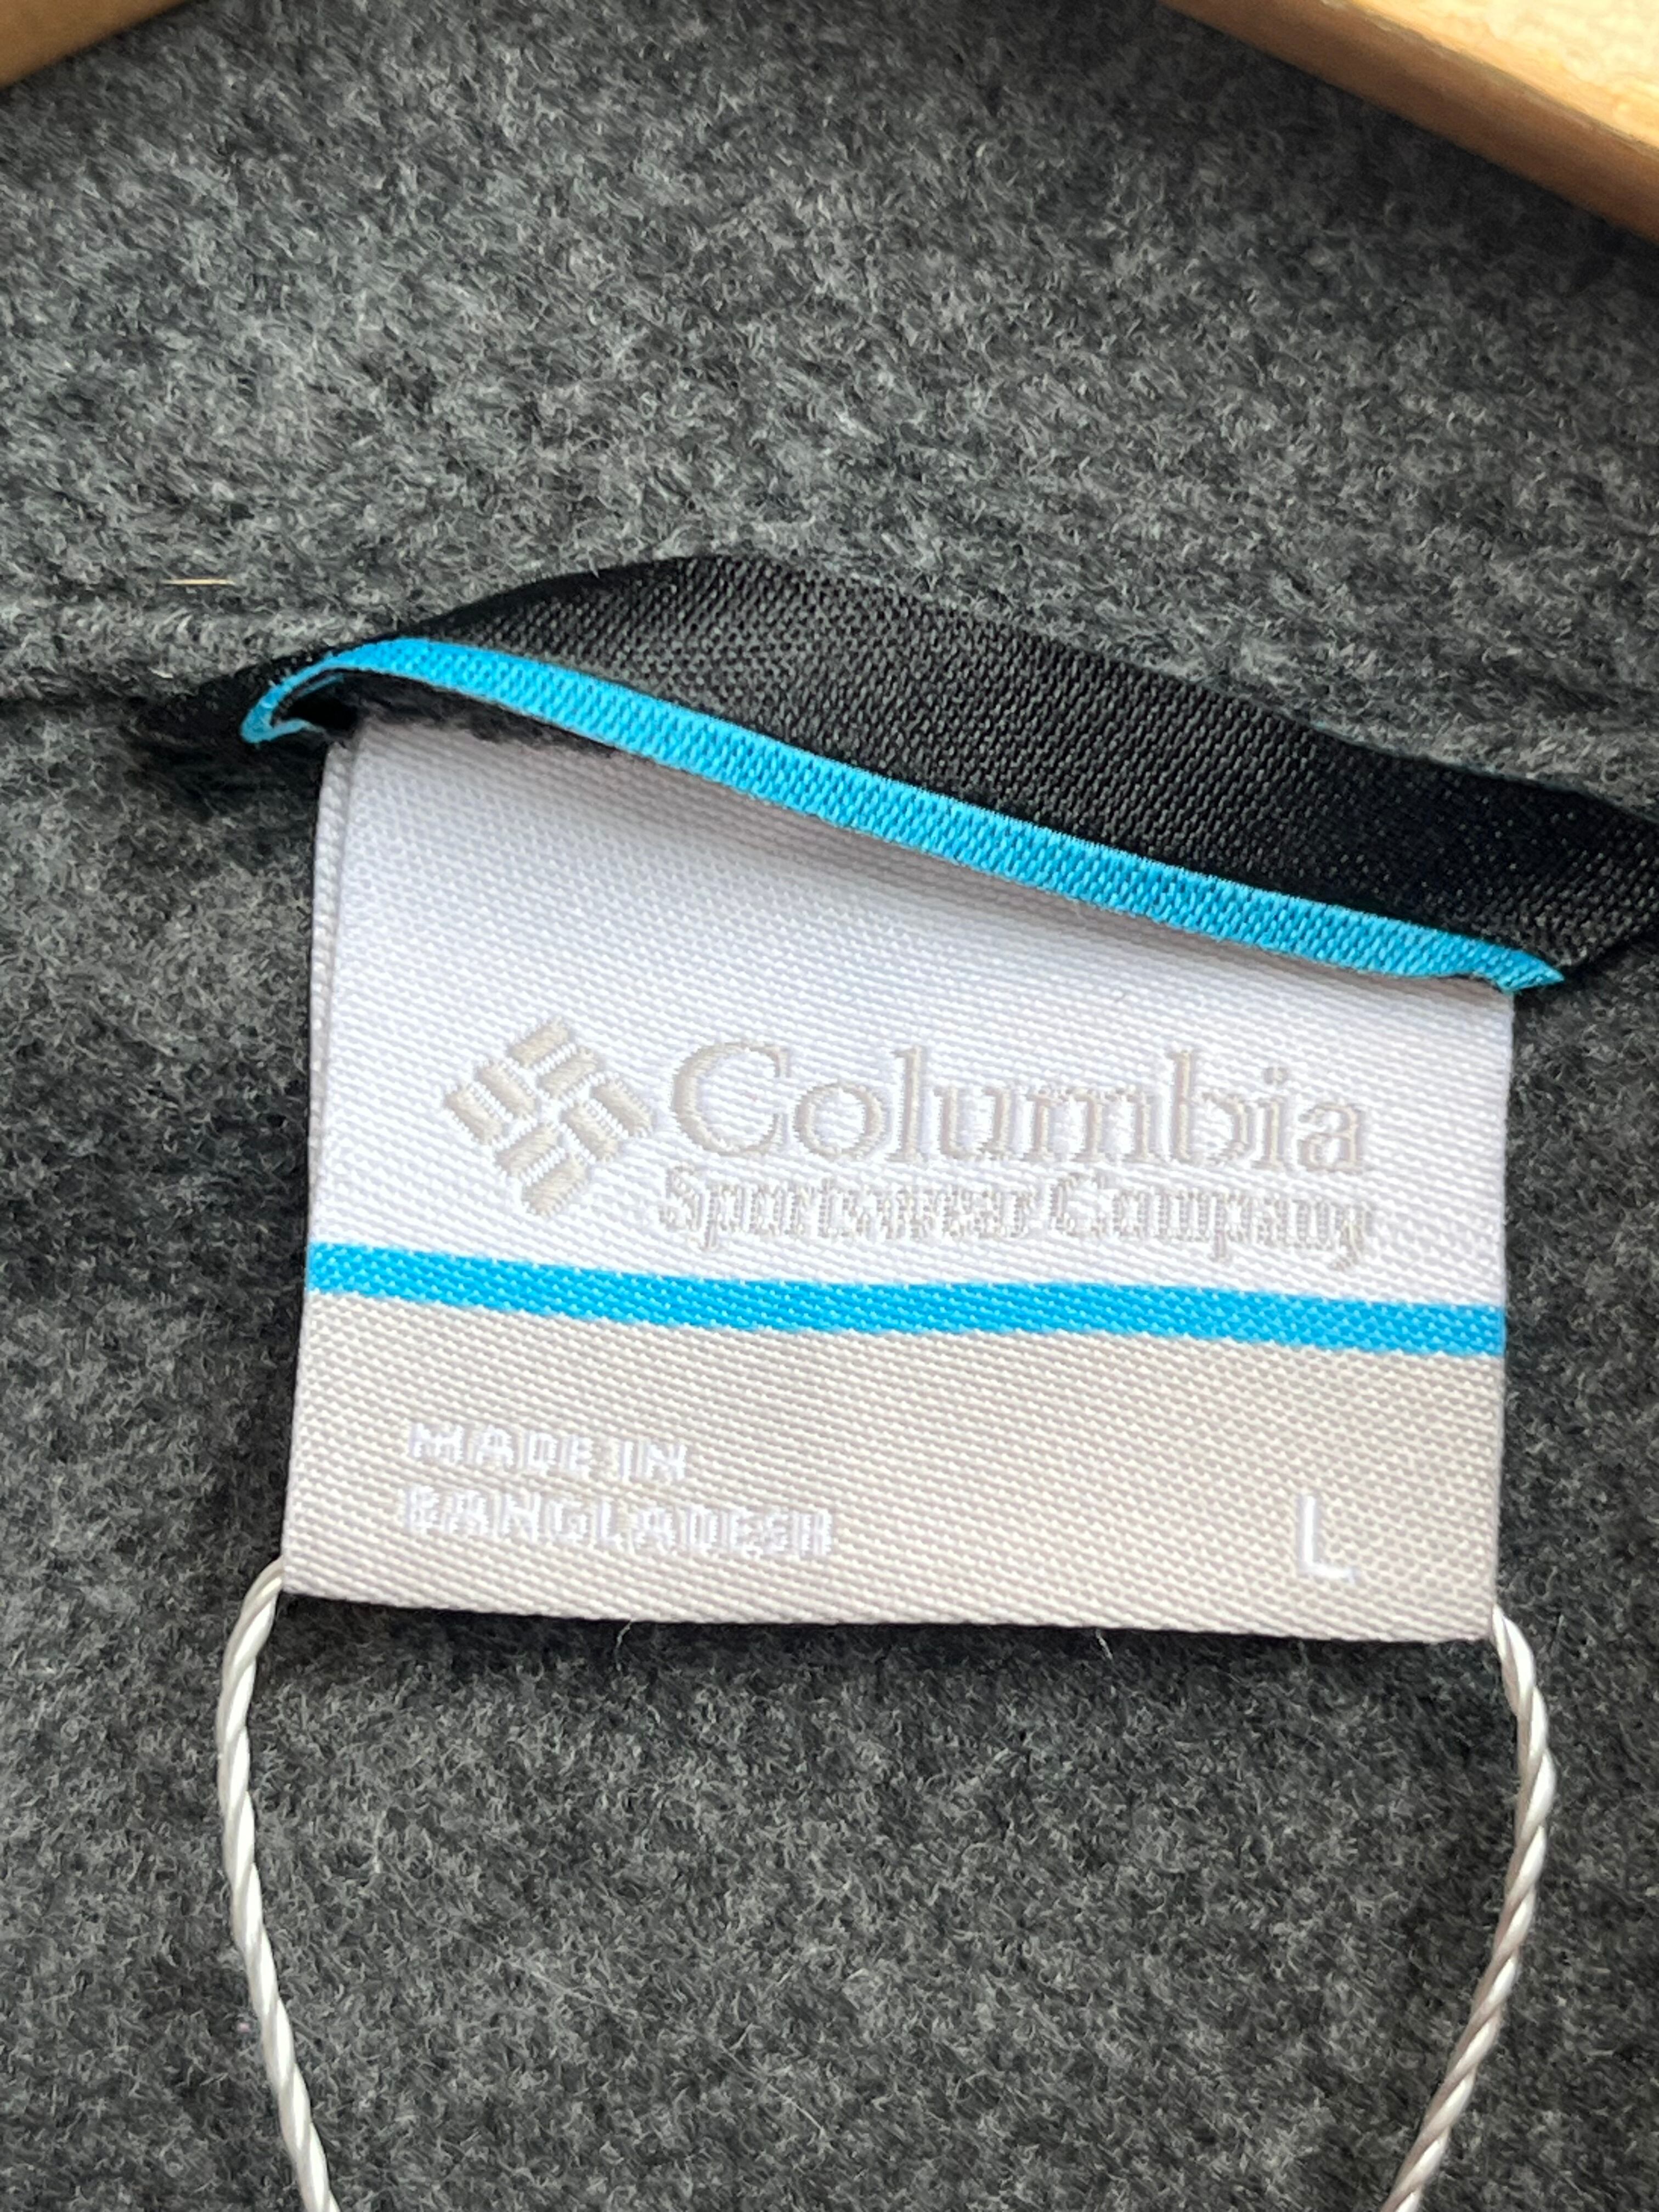 Columbia
Sportswear Company
MADE IN
BANGLADESH
L